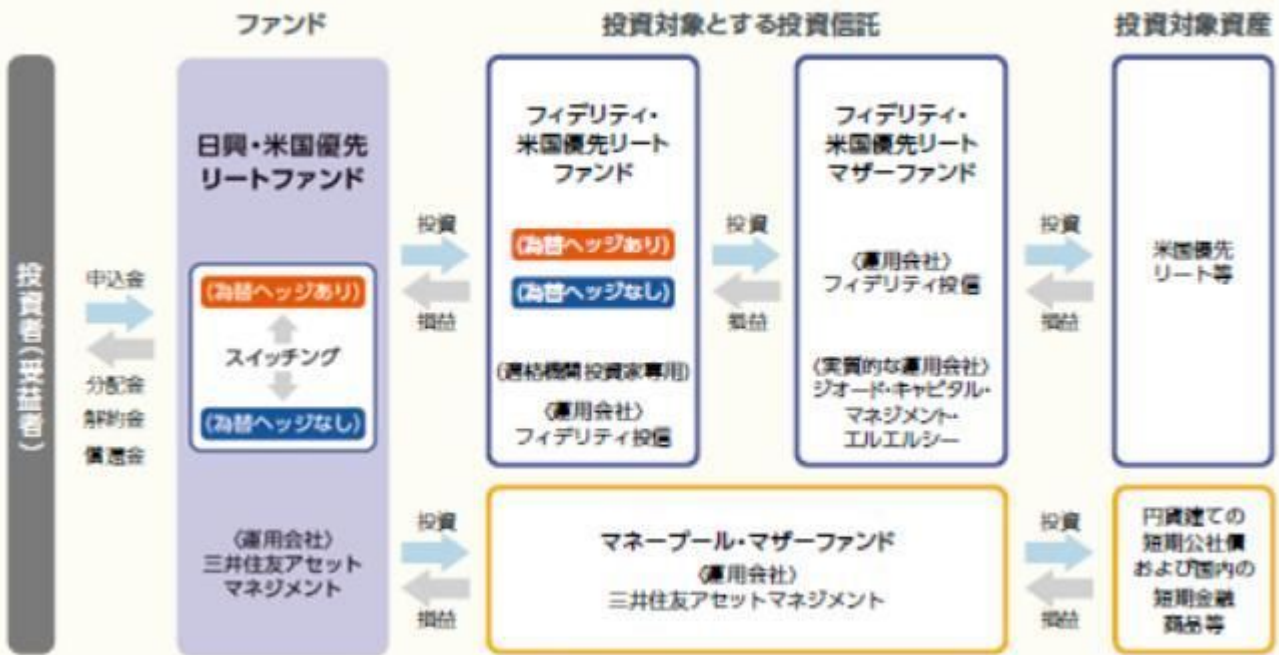 ファンド
投資対象とする投資信託
投資対象資産
投資者（受益者）
申込金
分配金
解約金
償還金
日興・米国優先
リートファンド
(為替ヘッジあり)
スイッチング
(為替ヘッジなし)
〈運用会社〉
三井住友アセット
マネジメント
投資
損益
フィデリティ・
米国優先リート
ファンド
(為替ヘッジあり)
(為替ヘッジなし)
(適格機関投資家専用)
〈運用会社〉
フィデリティ投信
投資
損益
フィデリティ・
米国優先リート
マザーファンド
〈運用会社〉
フィデリティ投信
〈実質的な運用会社〉
ジオード・キャピタル・
マネジメント・
エルエルシー
投資
損益
米国優先
リート等
投資
損益
マネープール・マザーファンド
〈運用会社〉
三井住友アセットマネジメント
投資
損益
円貨建ての
短期公社債
および国内の
短期金融
商品等